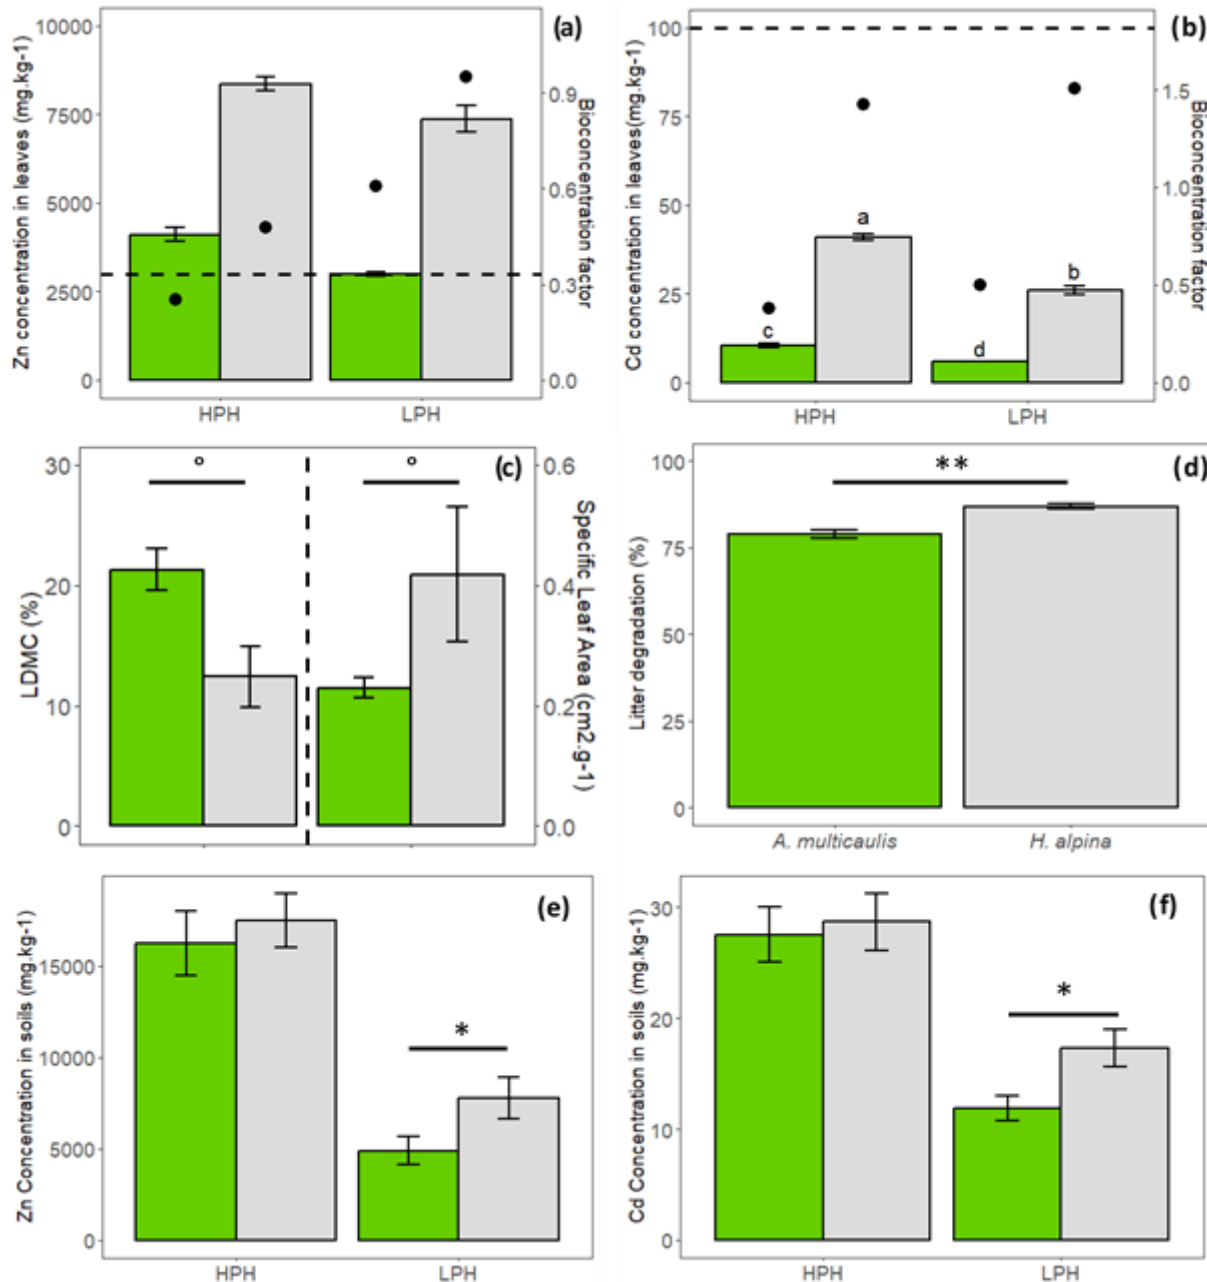 (a)
Zn concentration in leaves (mg.kg-1)
10000
7500
5000
2500
0
0.9
0.6
0.3
0.0
Bioconcentration factor
HPH LPH
(b)
Cd concentration in leaves(mg.kg-1)
100
75
50
25
0
1.5
1.0
0.5
0.0
Bioconcentration factor
c a d b
HPH LPH
(c)
LDMC (%)
30
20
10
0
° °
0.6
0.4
0.2
0.0
Specific Leaf Area (cm2.g-1)
(d)
Litter degradation (%)
100
75
50
25
0
**
A. multicaulis H. alpina
(e)
Zn Concentration in soils (mg.kg-1)
15000
10000
5000
0
*
HPH LPH
(f)
Cd Concentration in soils (mg.kg-1)
30
20
10
0
*
HPH LPH